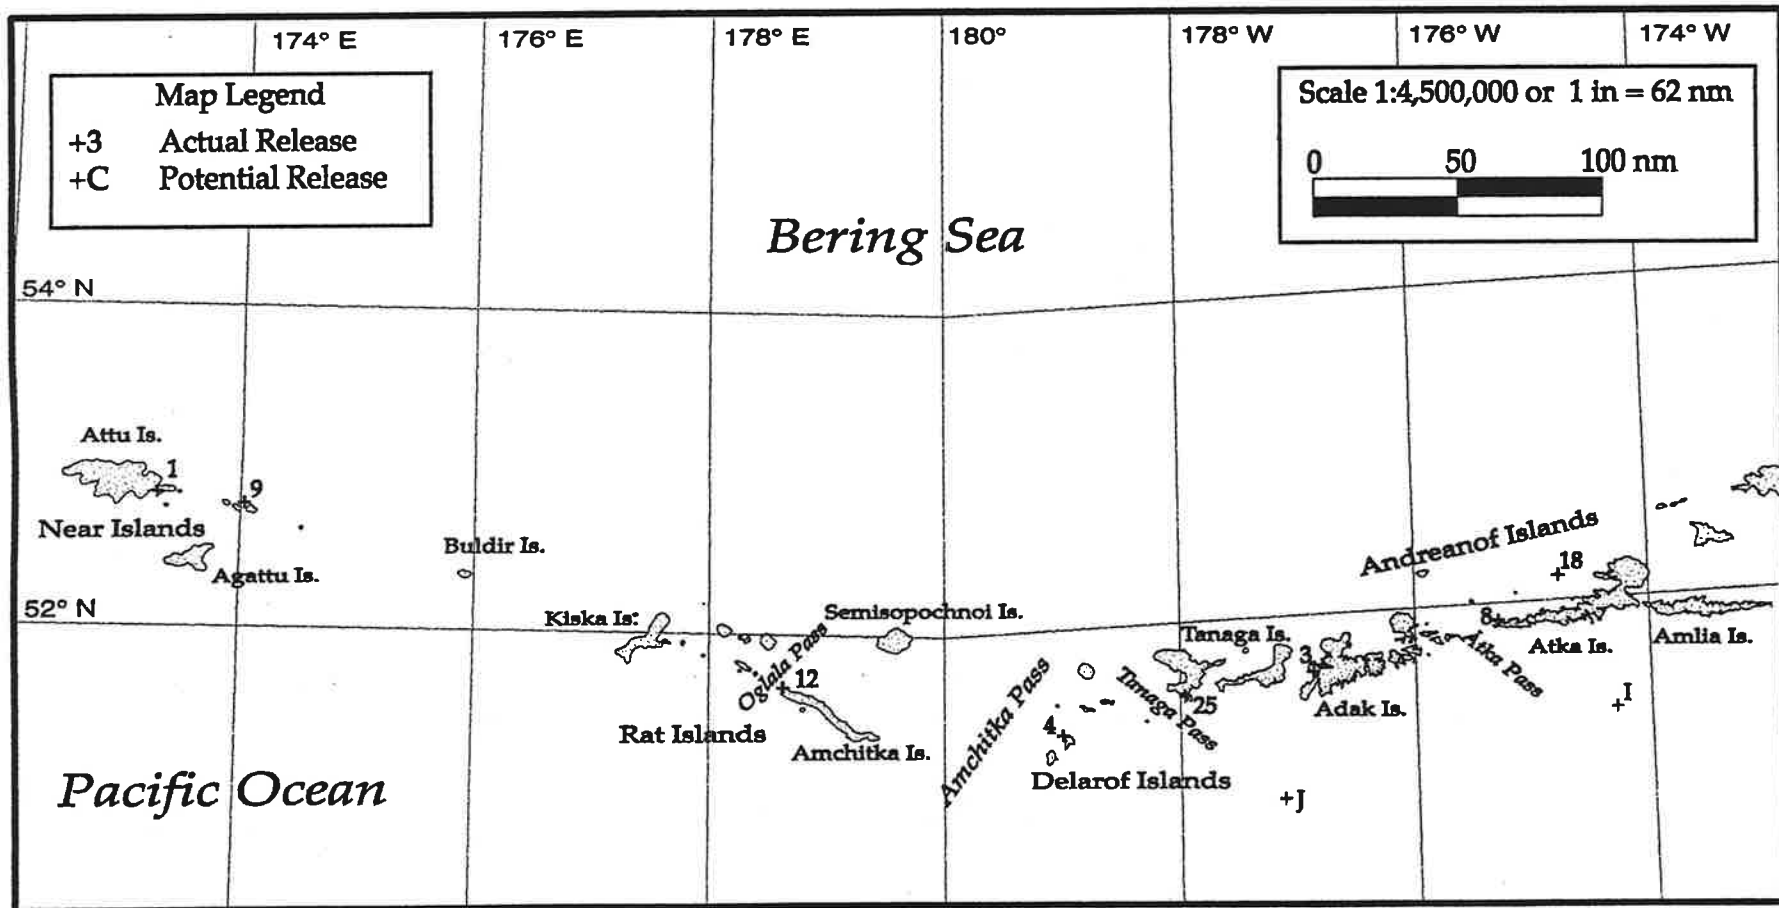 174° E 176° E 178° E 180° 178° W 176° W 174° W
Map Legend
+3 Actual Release
+C Potential Release
Scale 1:4,500,000 or 1 in = 62 nm
0 50 100 nm
Bering Sea
54° N
Attu Is.
1
9
Near Islands
Agattu Is.
Buldir Is.
52° N
Kiska Is:
Semisopochnoi Is.
Oglala Pass
12
Rat Islands
Amchitka Is.
Amchitka Pass
4
Delarof Islands
Tanaga Is.
Tanaga Pass
25
3
Adak Is.
Andreanof Islands
18
8
Atka Pass
Atka Is.
Amlia Is.
+I
+J
Pacific Ocean